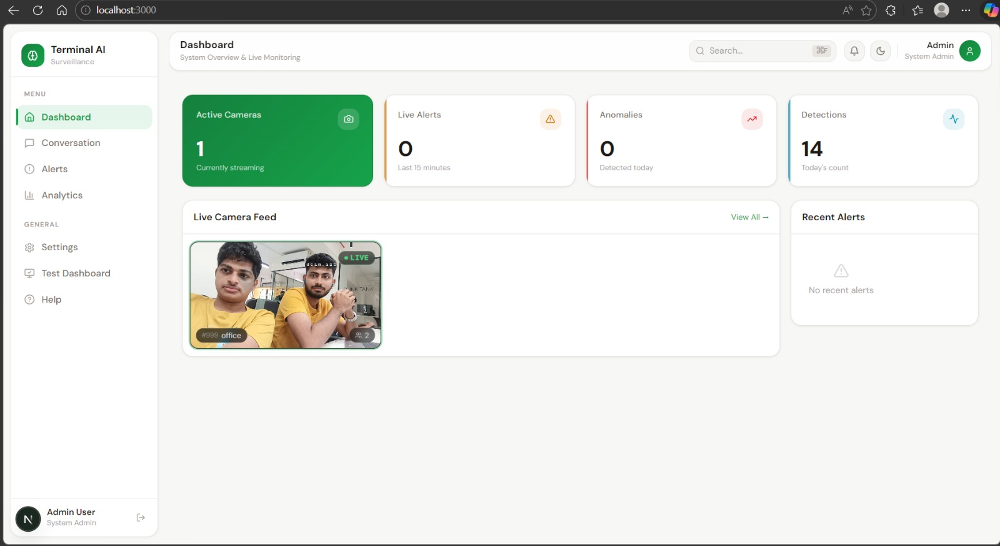 localhost:3000
Terminal AI
Surveillance
MENU
Dashboard
Conversation
Alerts
Analytics
GENERAL
Settings
Test Dashboard
Help
Admin User
System Admin
N
Dashboard
System Overview & Live Monitoring
Search...
⌘F
Admin
System Admin
Active Cameras
1
Currently streaming
Live Alerts
0
Last 15 minutes
Anomalies
0
Detected today
Detections
14
Today's count
Live Camera Feed
View All →
LIVE
TANK
#999 office
2
Recent Alerts
No recent alerts